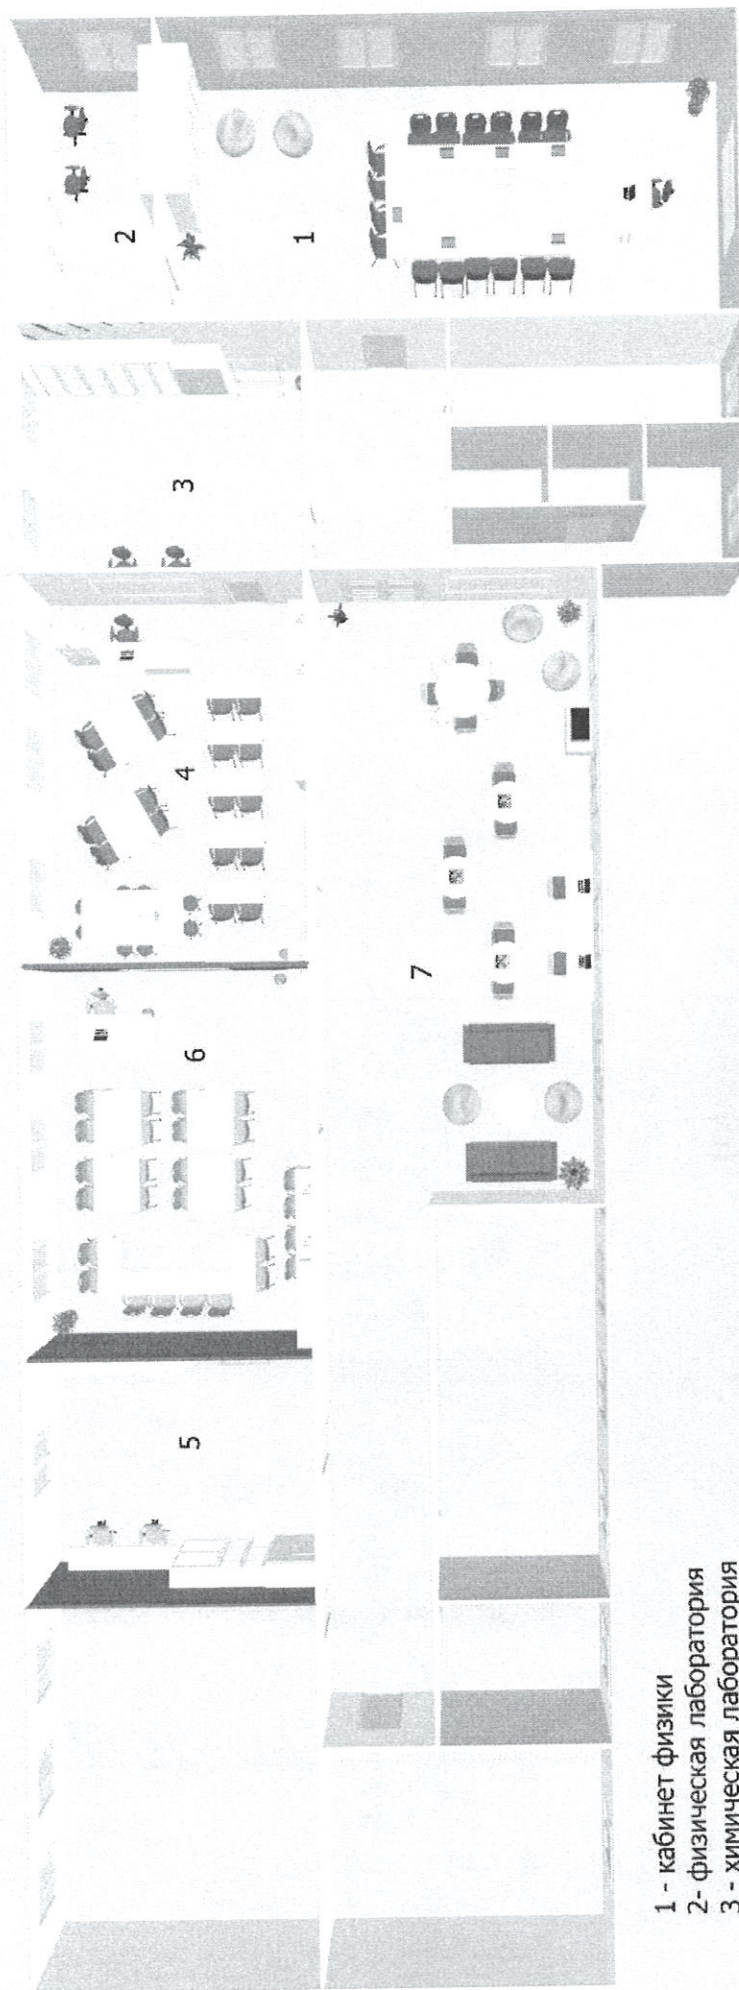 5 6 4 3 2
1
7
1 - кабинет физики
2- физическая лаборатория
3 - химическая лаборатория